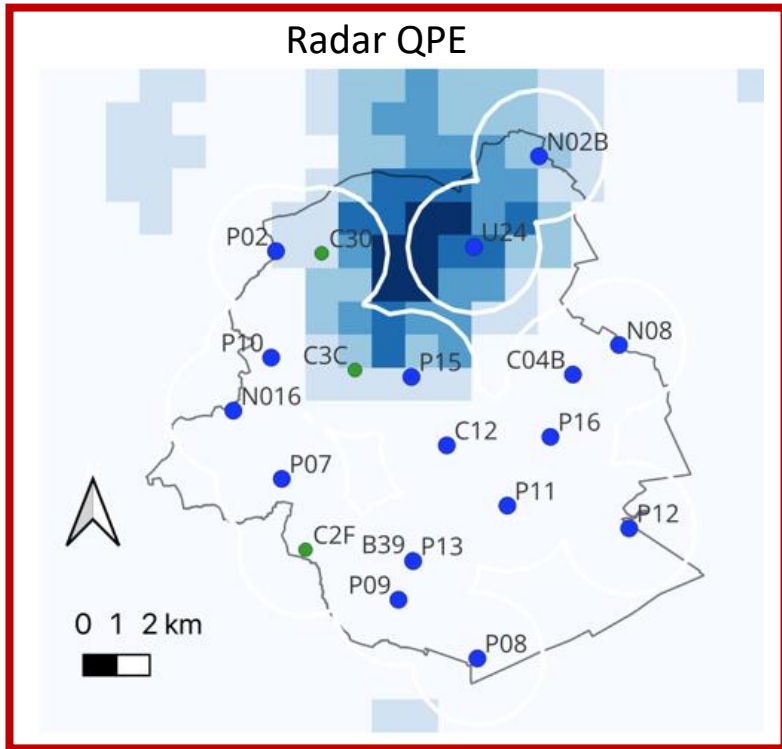 Radar QPE
N02B
P02
C30
U24
P10
C3C
P15
C04B
N08
N016
C12
P16
P07
P11
P12
C2F
B39
P13
P09
0 1 2 km
P08